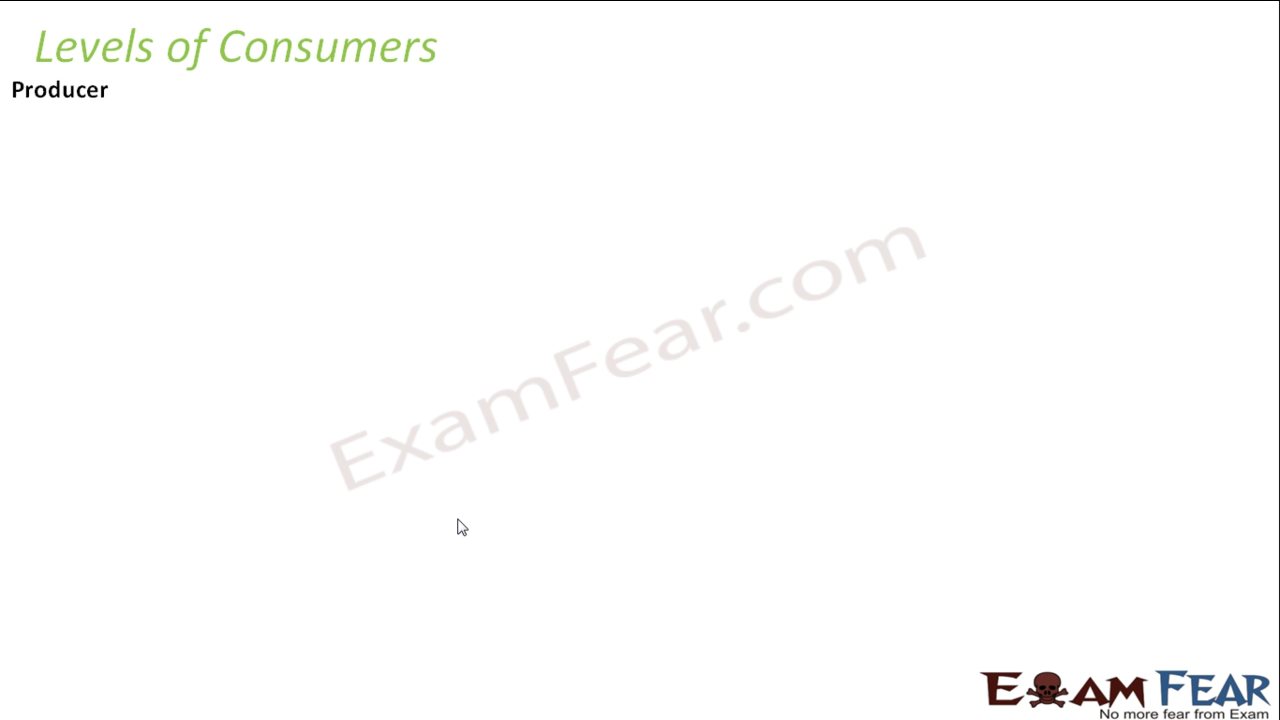 Levels of Consumers
Producer
ExamFear.com
EXAM FEAR
No more fear from Exam